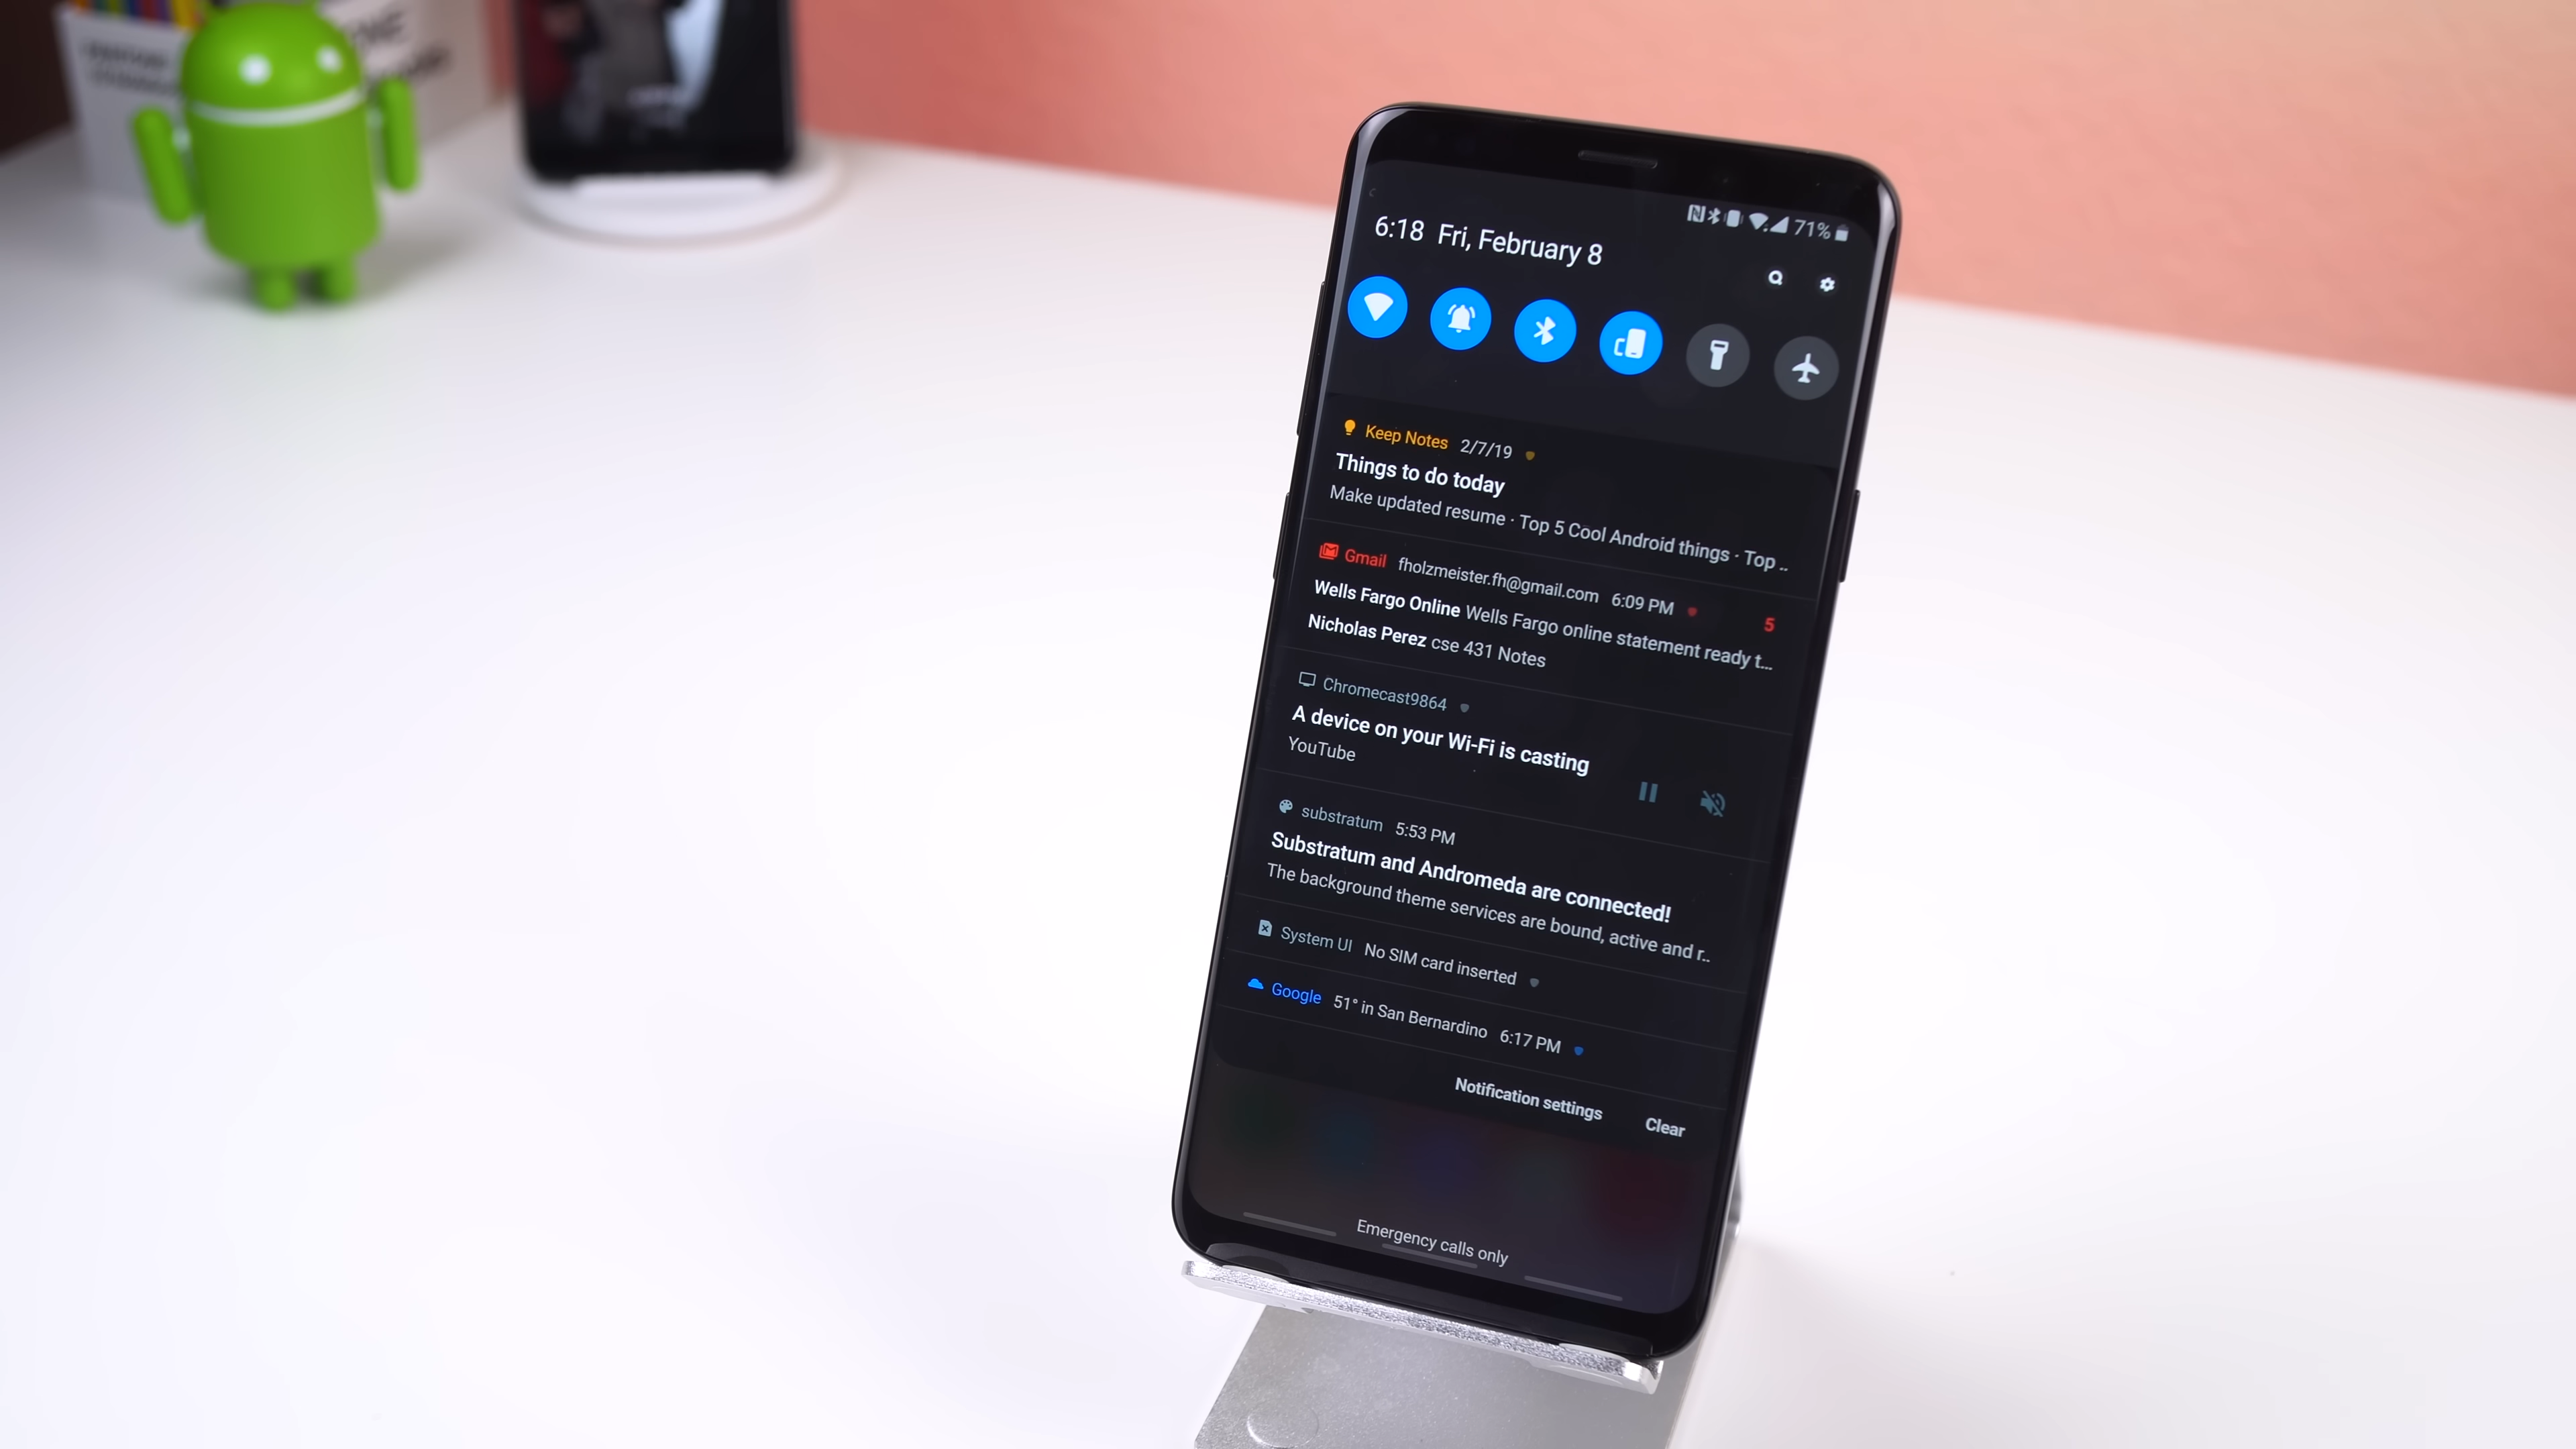 71%
6:18 Fri, February 8
Keep Notes 2/7/19
Things to do today
Make updated resume · Top 5 Cool Android things · Top ..
Gmail fholzmeister.fh@gmail.com 6:09 PM 5
Wells Fargo Online Wells Fargo online statement ready t...
Nicholas Perez cse 431 Notes
Chromecast9864
A device on your Wi-Fi is casting
YouTube
substratum 5:53 PM
Substratum and Andromeda are connected!
The background theme services are bound, active and r..
System UI No SIM card inserted
Google 51° in San Bernardino 6:17 PM
Notification settings Clear
Emergency calls only